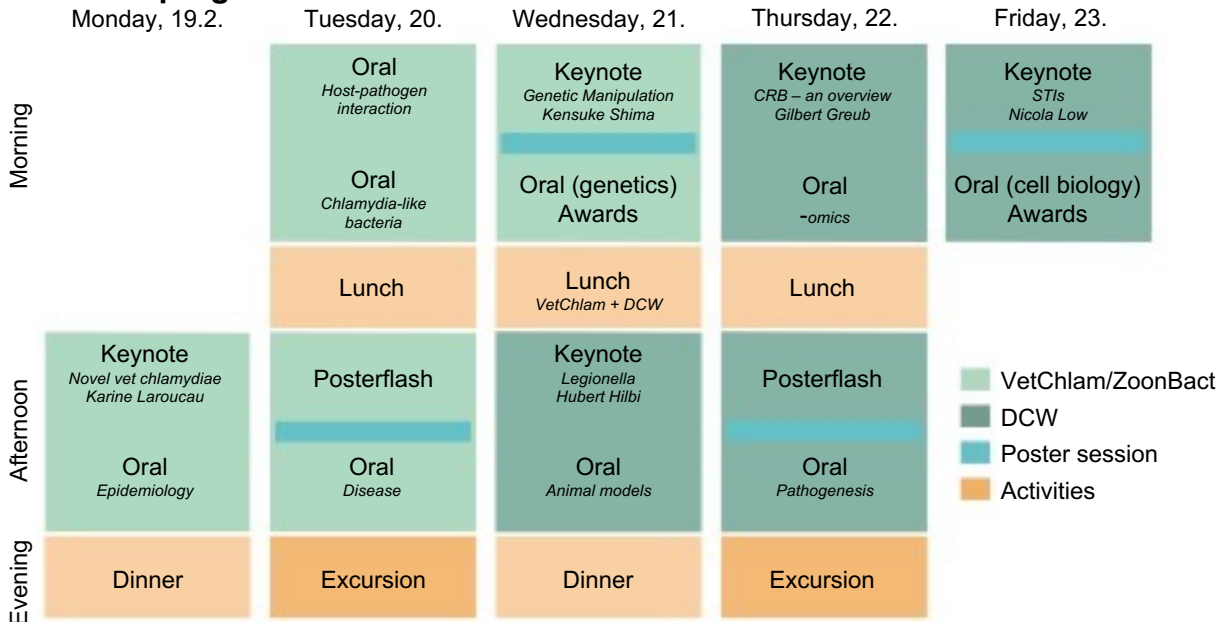 Monday, 19.2.
Tuesday, 20.
Wednesday, 21.
Thursday, 22.
Friday, 23.
Morning
Oral
Host-pathogen
interaction
Oral
Chlamydia-like
bacteria
Keynote
Genetic Manipulation
Kensuke Shima
Oral (genetics)
Awards
Keynote
CRB – an overview
Gilbert Greub
Oral
-omics
Keynote
STIs
Nicola Low
Oral (cell biology)
Awards
Lunch
Lunch
VetChlam + DCW
Lunch
Afternoon
Keynote
Novel vet chlamydiae
Karine Laroucau
Oral
Epidemiology
Posterflash
Oral
Disease
Keynote
Legionella
Hubert Hilbi
Oral
Animal models
Posterflash
Oral
Pathogenesis
VetChlam/ZoonBact
DCW
Poster session
Activities
Evening
Dinner
Excursion
Dinner
Excursion